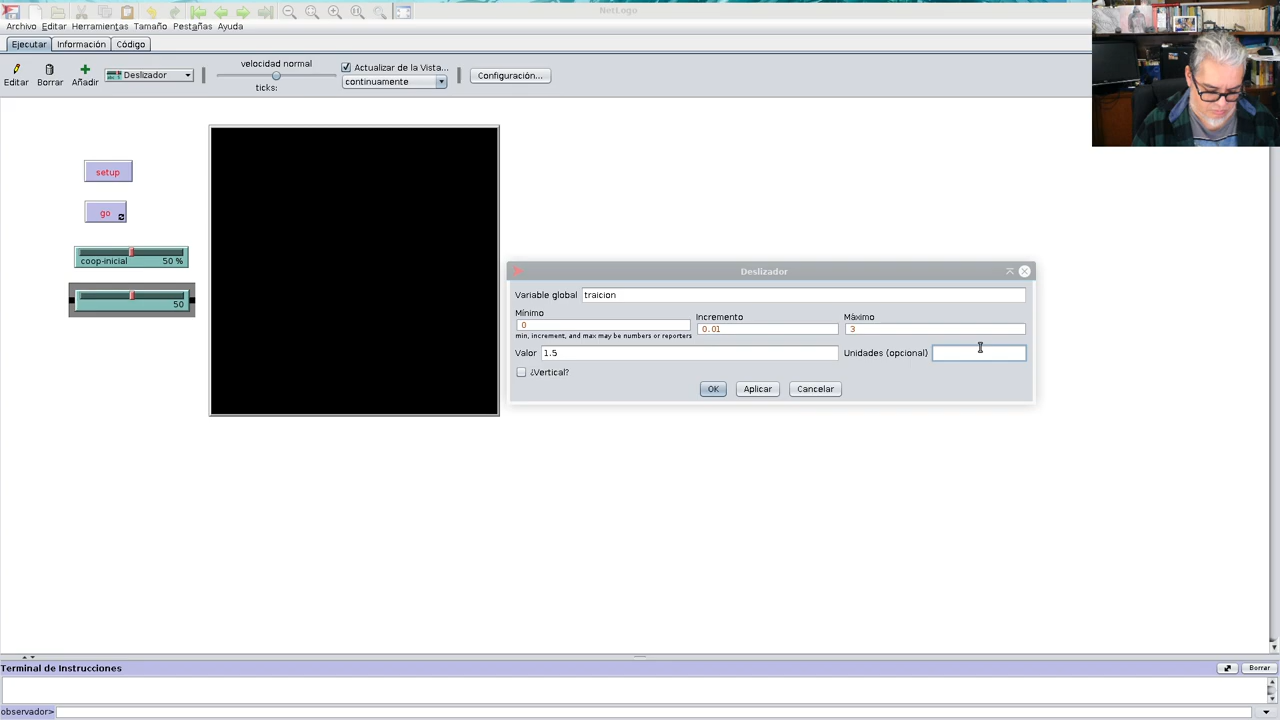 NetLogo
Archivo Editar Herramientas Tamaño Pestañas Ayuda
Ejecutar Información Código
Editar Borrar Añadir Deslizador velocidad normal ticks: Actualizar de la Vista... continuamente Configuración...
setup
go
coop-inicial 50 %
50
Deslizador
Variable global traicion
Mínimo Incremento Máximo
0 0.01 3
min, increment, and max may be numbers or reporters
Valor 1.5 Unidades (opcional)
¿Vertical?
OK Aplicar Cancelar
Terminal de Instrucciones Borrar
observador>